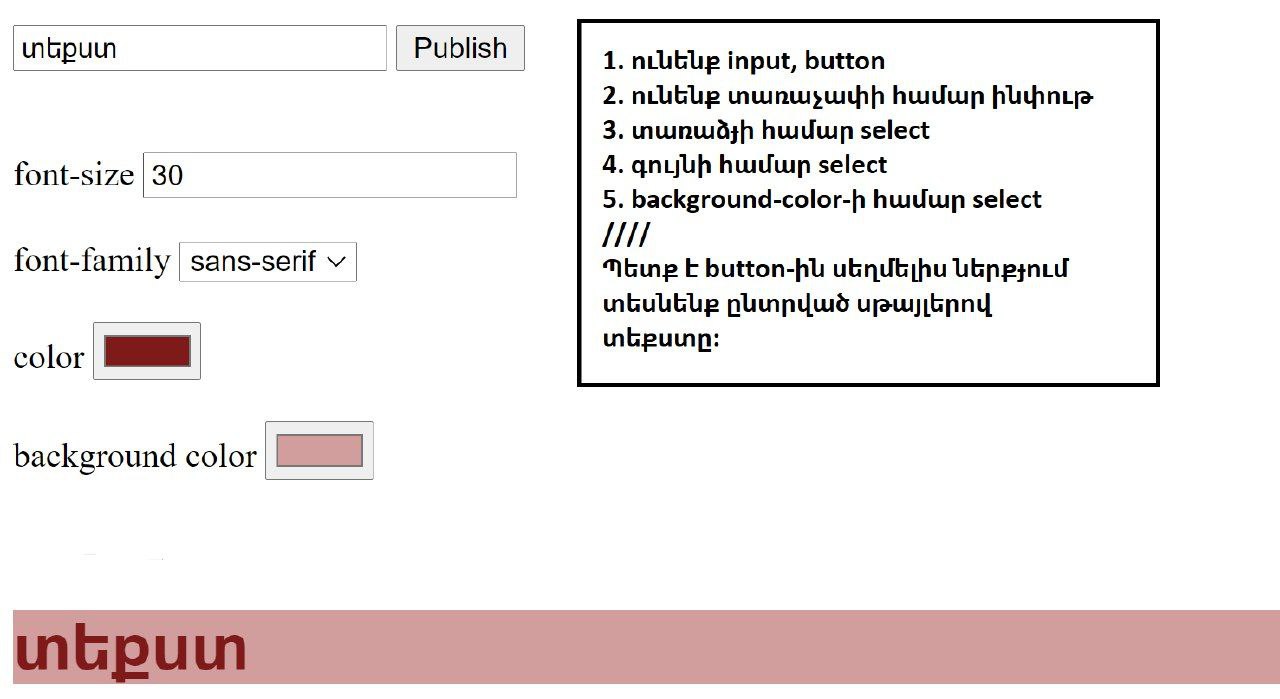 տեքստ Publish
font-size 30
font-family sans-serif
color
background color
տեքստ
1. ունենք input, button
2. ունենք տառաչափի համար ինփութ
3. տառաձֈի համար select
4. գույնի համար select
5. background-color-ի համար select
////
Պետք է button-ին սեղմելիս ներքֈում
տեսնենք ընտրված սթայլերով
տեքստը: